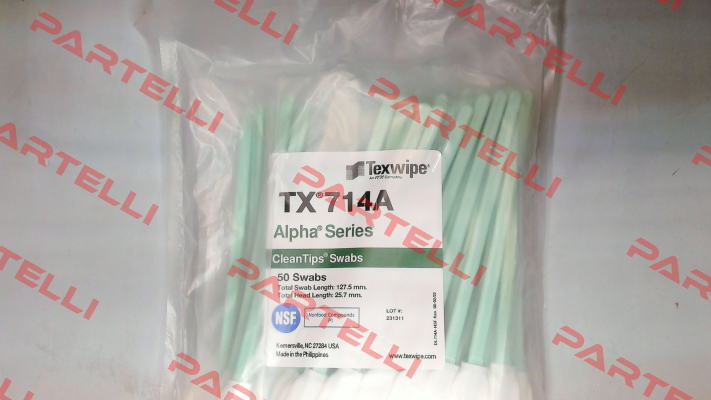 Texwipe®
An ITW Company
TX®714A
Alpha® Series
CleanTips® Swabs
50 Swabs
Total Swab Length: 127.5 mm.
Total Head Length: 25.7 mm.
NSF
Nonfood Compounds
LOT #:
231311
Kernersville, NC 27284 USA
Made in the Philippines
www.texwipe.com
PARTELLI
PARTELLI
PARTELLI
PARTELLI
PARTELLI
PARTELLI
PARTELLI
PARTELLI
PARTELLI